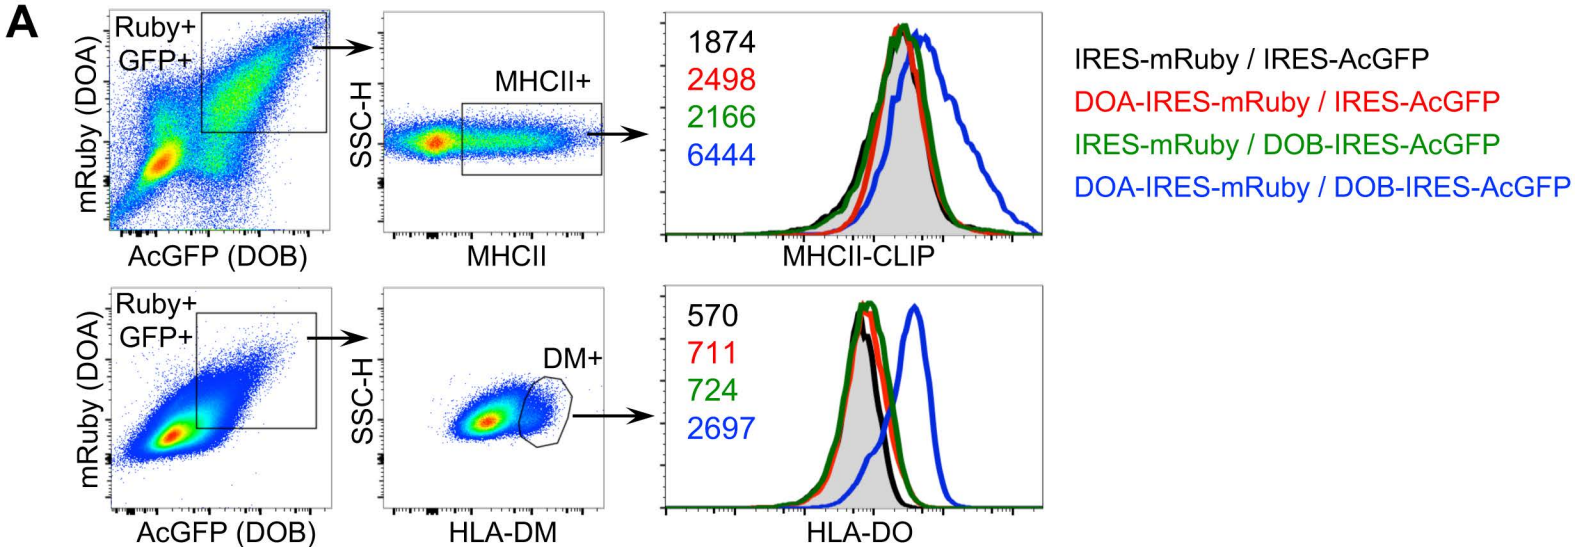 A
Ruby+
GFP+
mRuby (DOA)
AcGFP (DOB)
MHCII+
SSC-H
MHCII
1874
2498
2166
6444
MHCII-CLIP
IRES-mRuby / IRES-AcGFP
DOA-IRES-mRuby / IRES-AcGFP
IRES-mRuby / DOB-IRES-AcGFP
DOA-IRES-mRuby / DOB-IRES-AcGFP
Ruby+
GFP+
mRuby (DOA)
AcGFP (DOB)
DM+
SSC-H
HLA-DM
570
711
724
2697
HLA-DO